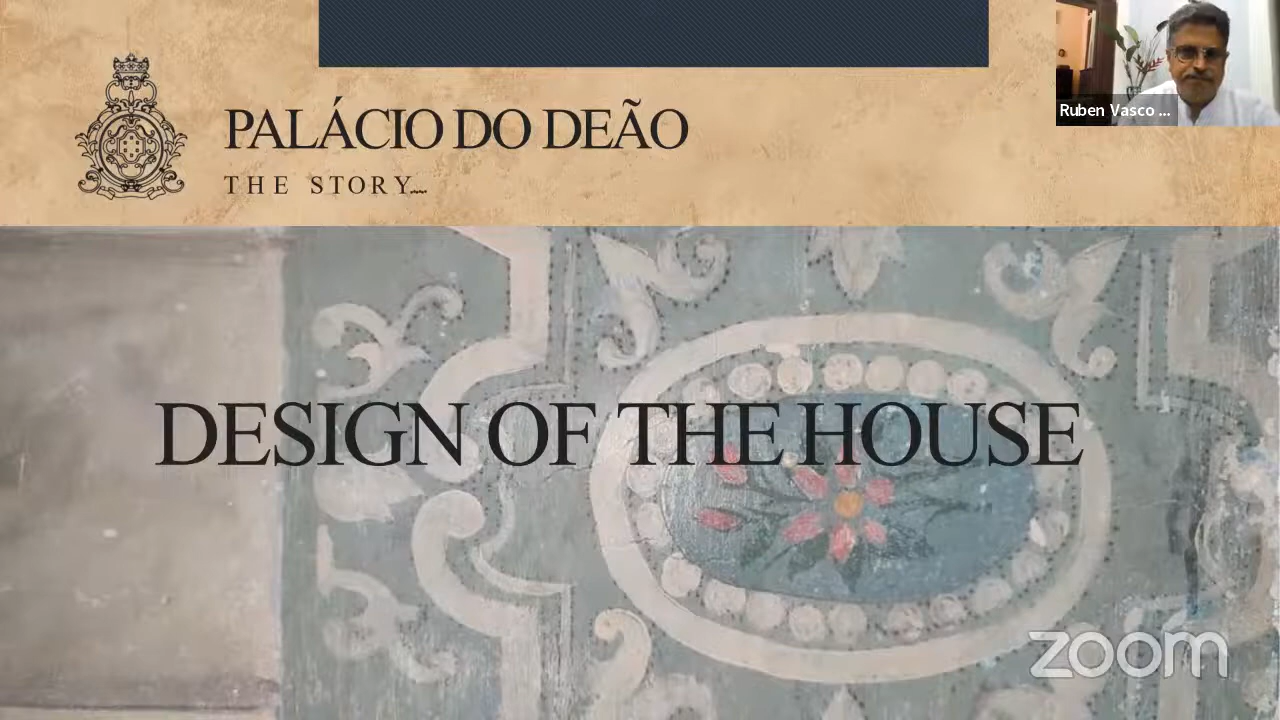 PALÁCIO DO DEÃO
THE STORY....
Ruben Vasco ...
DESIGN OF THE HOUSE
zoom